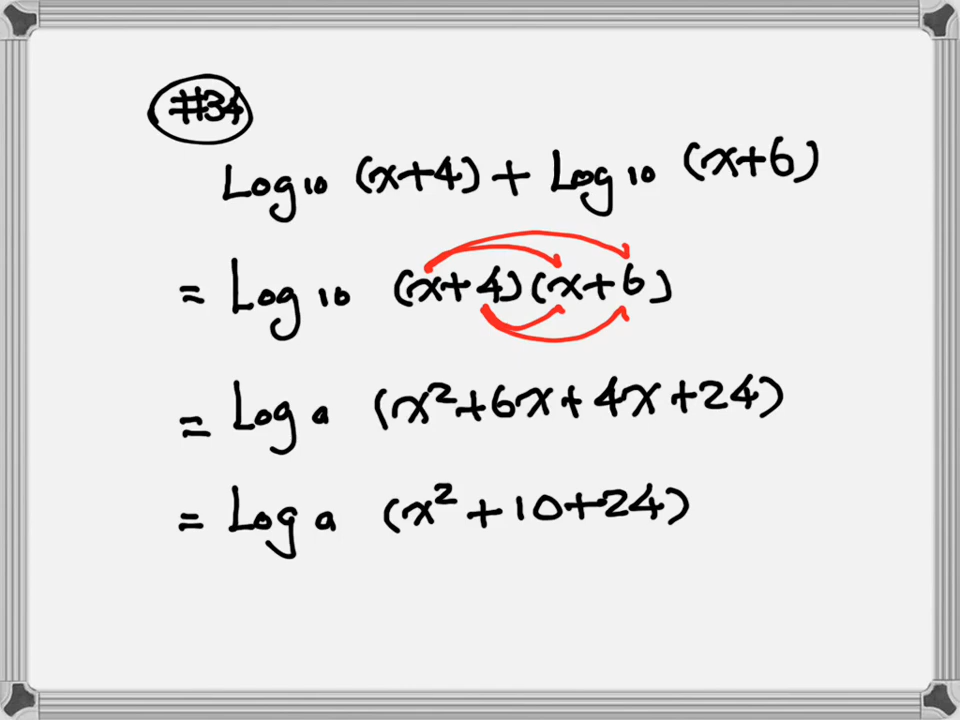 #34
Log₁₀ (x+4) + Log₁₀ (x+6)
= Log₁₀ (x+4)(x+6)
= Log a (x²+6x+4x+24)
= Log a (x²+10+24)